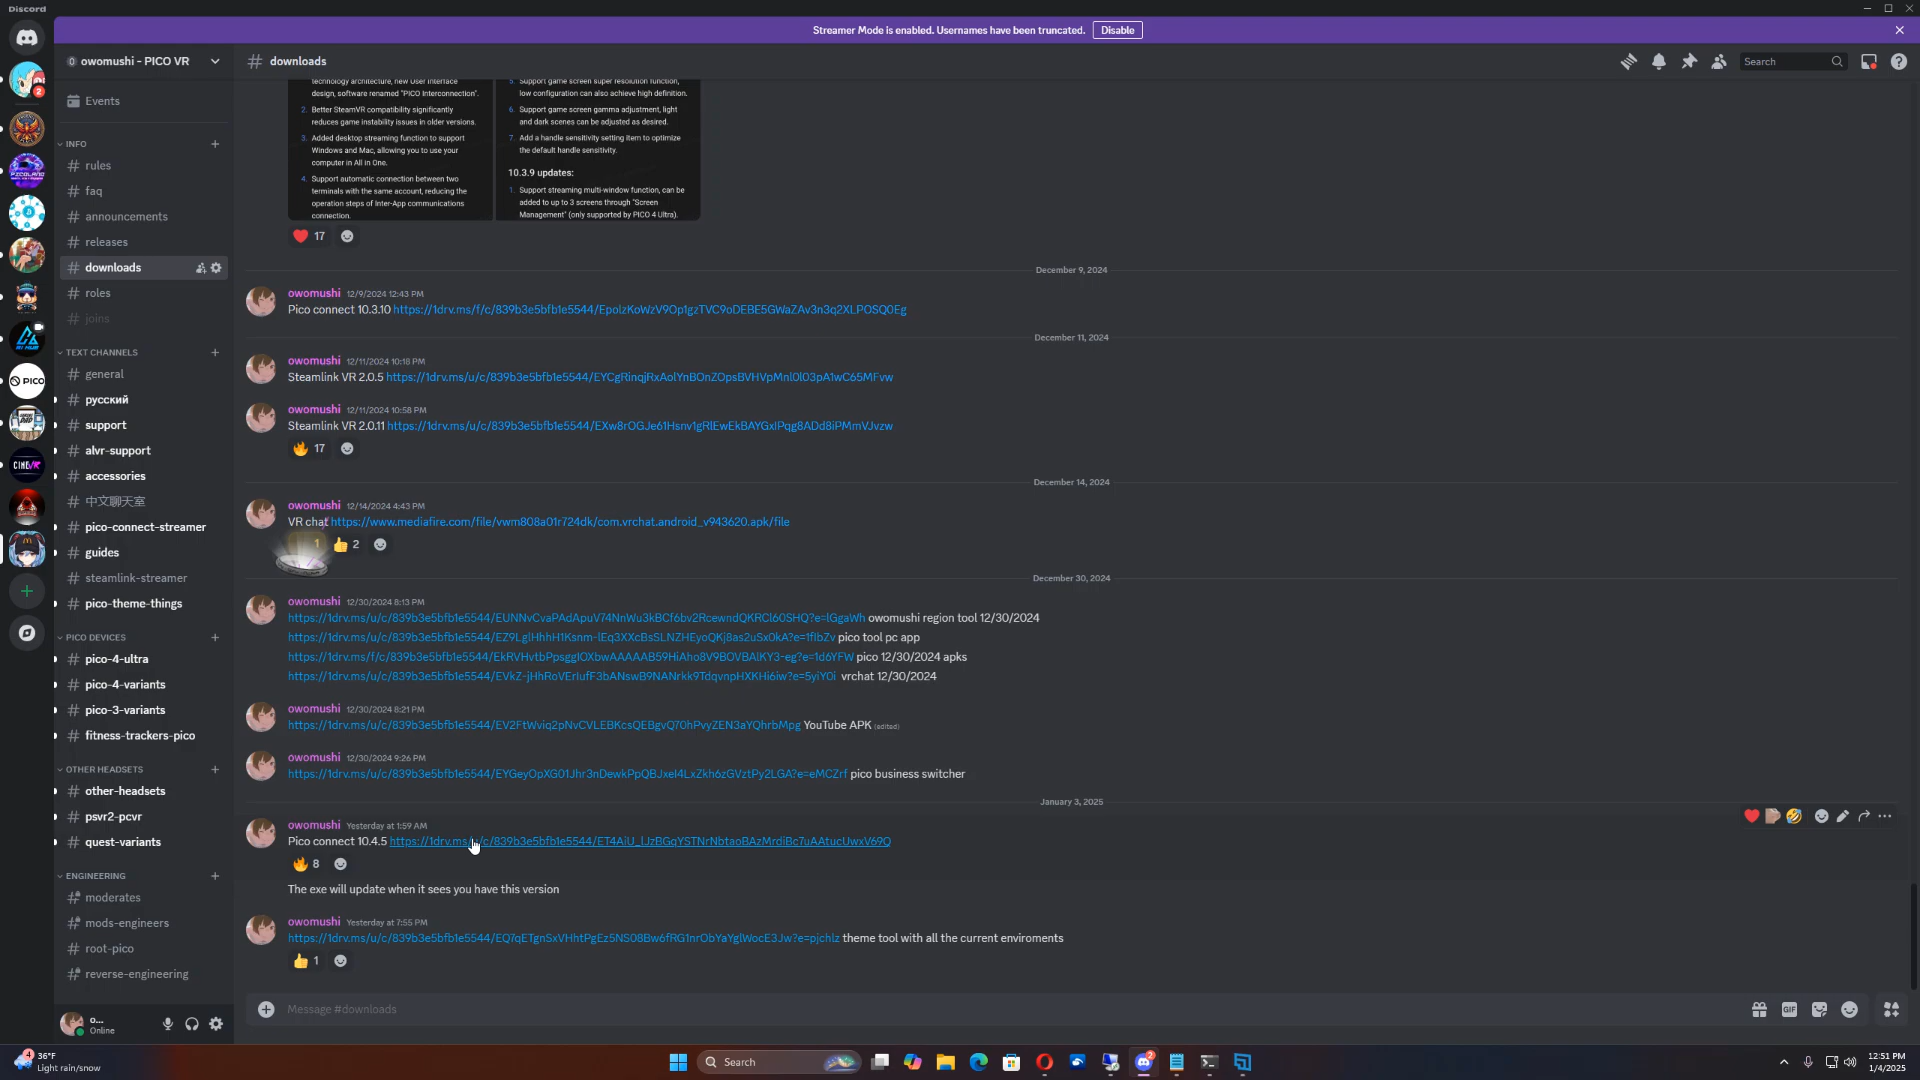 Discord
Streamer Mode is enabled. Usernames have been truncated.
Disable
owomushi - PICO VR
downloads
Search
Events
INFO
rules
faq
announcements
releases
downloads
roles
joins
TEXT CHANNELS
general
русский
support
alvr-support
accessories
中文聊天室
pico-connect-streamer
guides
steamlink-streamer
pico-theme-things
PICO DEVICES
pico-4-ultra
pico-4-variants
pico-3-variants
fitness-trackers-pico
OTHER HEADSETS
other-headsets
psvr2-pcvr
quest-variants
ENGINEERING
moderates
mods-engineers
root-pico
reverse-engineering
o...
Online
technology architecture, new User interface
design, software renamed "PICO Interconnection".
2. Better SteamVR compatibility significantly
reduces game instability issues in older versions.
3. Added desktop streaming function to support
Windows and Mac, allowing you to use your
computer in All in One.
4. Support automatic connection between two
terminals with the same account, reducing the
operation steps of Inter-App communications
connection.
5. Support game screen super resolution function,
low configuration can also achieve high definition.
6. Support game screen gamma adjustment, light
and dark scenes can be adjusted as desired.
7. Add a handle sensitivity setting item to optimize
the default handle sensitivity.
10.3.9 updates:
1. Support streaming multi-window function, can be
added to up to 3 screens through "Screen
Management" (only supported by PICO 4 Ultra).
17
December 9, 2024
owomushi 12/9/2024 12:43 PM
Pico connect 10.3.10 https://1drv.ms/f/c/839b3e5bfb1e5544/EpolzKoWzV9Op1gzTVC9oDEBE5GWaZAv3n3q2XLPOSQ0Eg
December 11, 2024
owomushi 12/11/2024 10:18 PM
Steamlink VR 2.0.5 https://1drv.ms/u/c/839b3e5bfb1e5544/EYCgRinqjRxAolYnBOnZOpsBVHVpMnl0l03pA1wC65MFvw
owomushi 12/11/2024 10:58 PM
Steamlink VR 2.0.11 https://1drv.ms/u/c/839b3e5bfb1e5544/EXw8rOGJe61Hsnv1gRlEwEkBAYGxIPqg8ADd8iPMmVJvzw
17
December 14, 2024
owomushi 12/14/2024 4:43 PM
VR chat https://www.mediafire.com/file/vwm808a01r724dk/com.vrchat.android_v943620.apk/file
1 2
December 30, 2024
owomushi 12/30/2024 8:13 PM
https://1drv.ms/u/c/839b3e5bfb1e5544/EUNNvCvaPAdApuV74NnWu3kBCf6bv2RcewndQKRCl60SHQ?e=lGgaWh owomushi region tool 12/30/2024
https://1drv.ms/u/c/839b3e5bfb1e5544/EZ9LglHhhH1Ksnm-lEq3XXcBsSLNZHEyoQKj8as2uSx0kA?e=1fIbZv pico tool pc app
https://1drv.ms/f/c/839b3e5bfb1e5544/EkRVHvtbPpsggIOXbwAAAAAB59HiAho8V9BOVBAlKY3-eg?e=1d6YFW pico 12/30/2024 apks
https://1drv.ms/u/c/839b3e5bfb1e5544/EVkZ-jHhRoVErIufF3bANswB9NANrkk9TdqvnpHXKHi6iw?e=5yiY0i vrchat 12/30/2024
owomushi 12/30/2024 8:21 PM
https://1drv.ms/u/c/839b3e5bfb1e5544/EV2FtWviq2pNvCVLEBKcsQEBgvQ70hPvyZEN3aYQhrbMpg YouTube APK (edited)
owomushi 12/30/2024 9:26 PM
https://1drv.ms/u/c/839b3e5bfb1e5544/EYGeyOpXG01Jhr3nDewkPpQBJxeI4LxZkh6zGVztPy2LGA?e=eMCZrf pico business switcher
January 3, 2025
owomushi Yesterday at 1:59 AM
Pico connect 10.4.5 https://1drv.ms/u/c/839b3e5bfb1e5544/ET4AiU_lJzBGqYSTNrNbtaoBAzMrdiBc7uAAtucUwxV69Q
8
The exe will update when it sees you have this version
owomushi Yesterday at 7:55 PM
https://1drv.ms/u/c/839b3e5bfb1e5544/EQ7qETgnSxVHhtPgEz5NS08Bw6fRG1nrObYaYglWocE3Jw?e=pjchlz theme tool with all the current enviroments
1
Message #downloads
GIF
36°F
Light rain/snow
Search
12:51 PM
1/4/2025